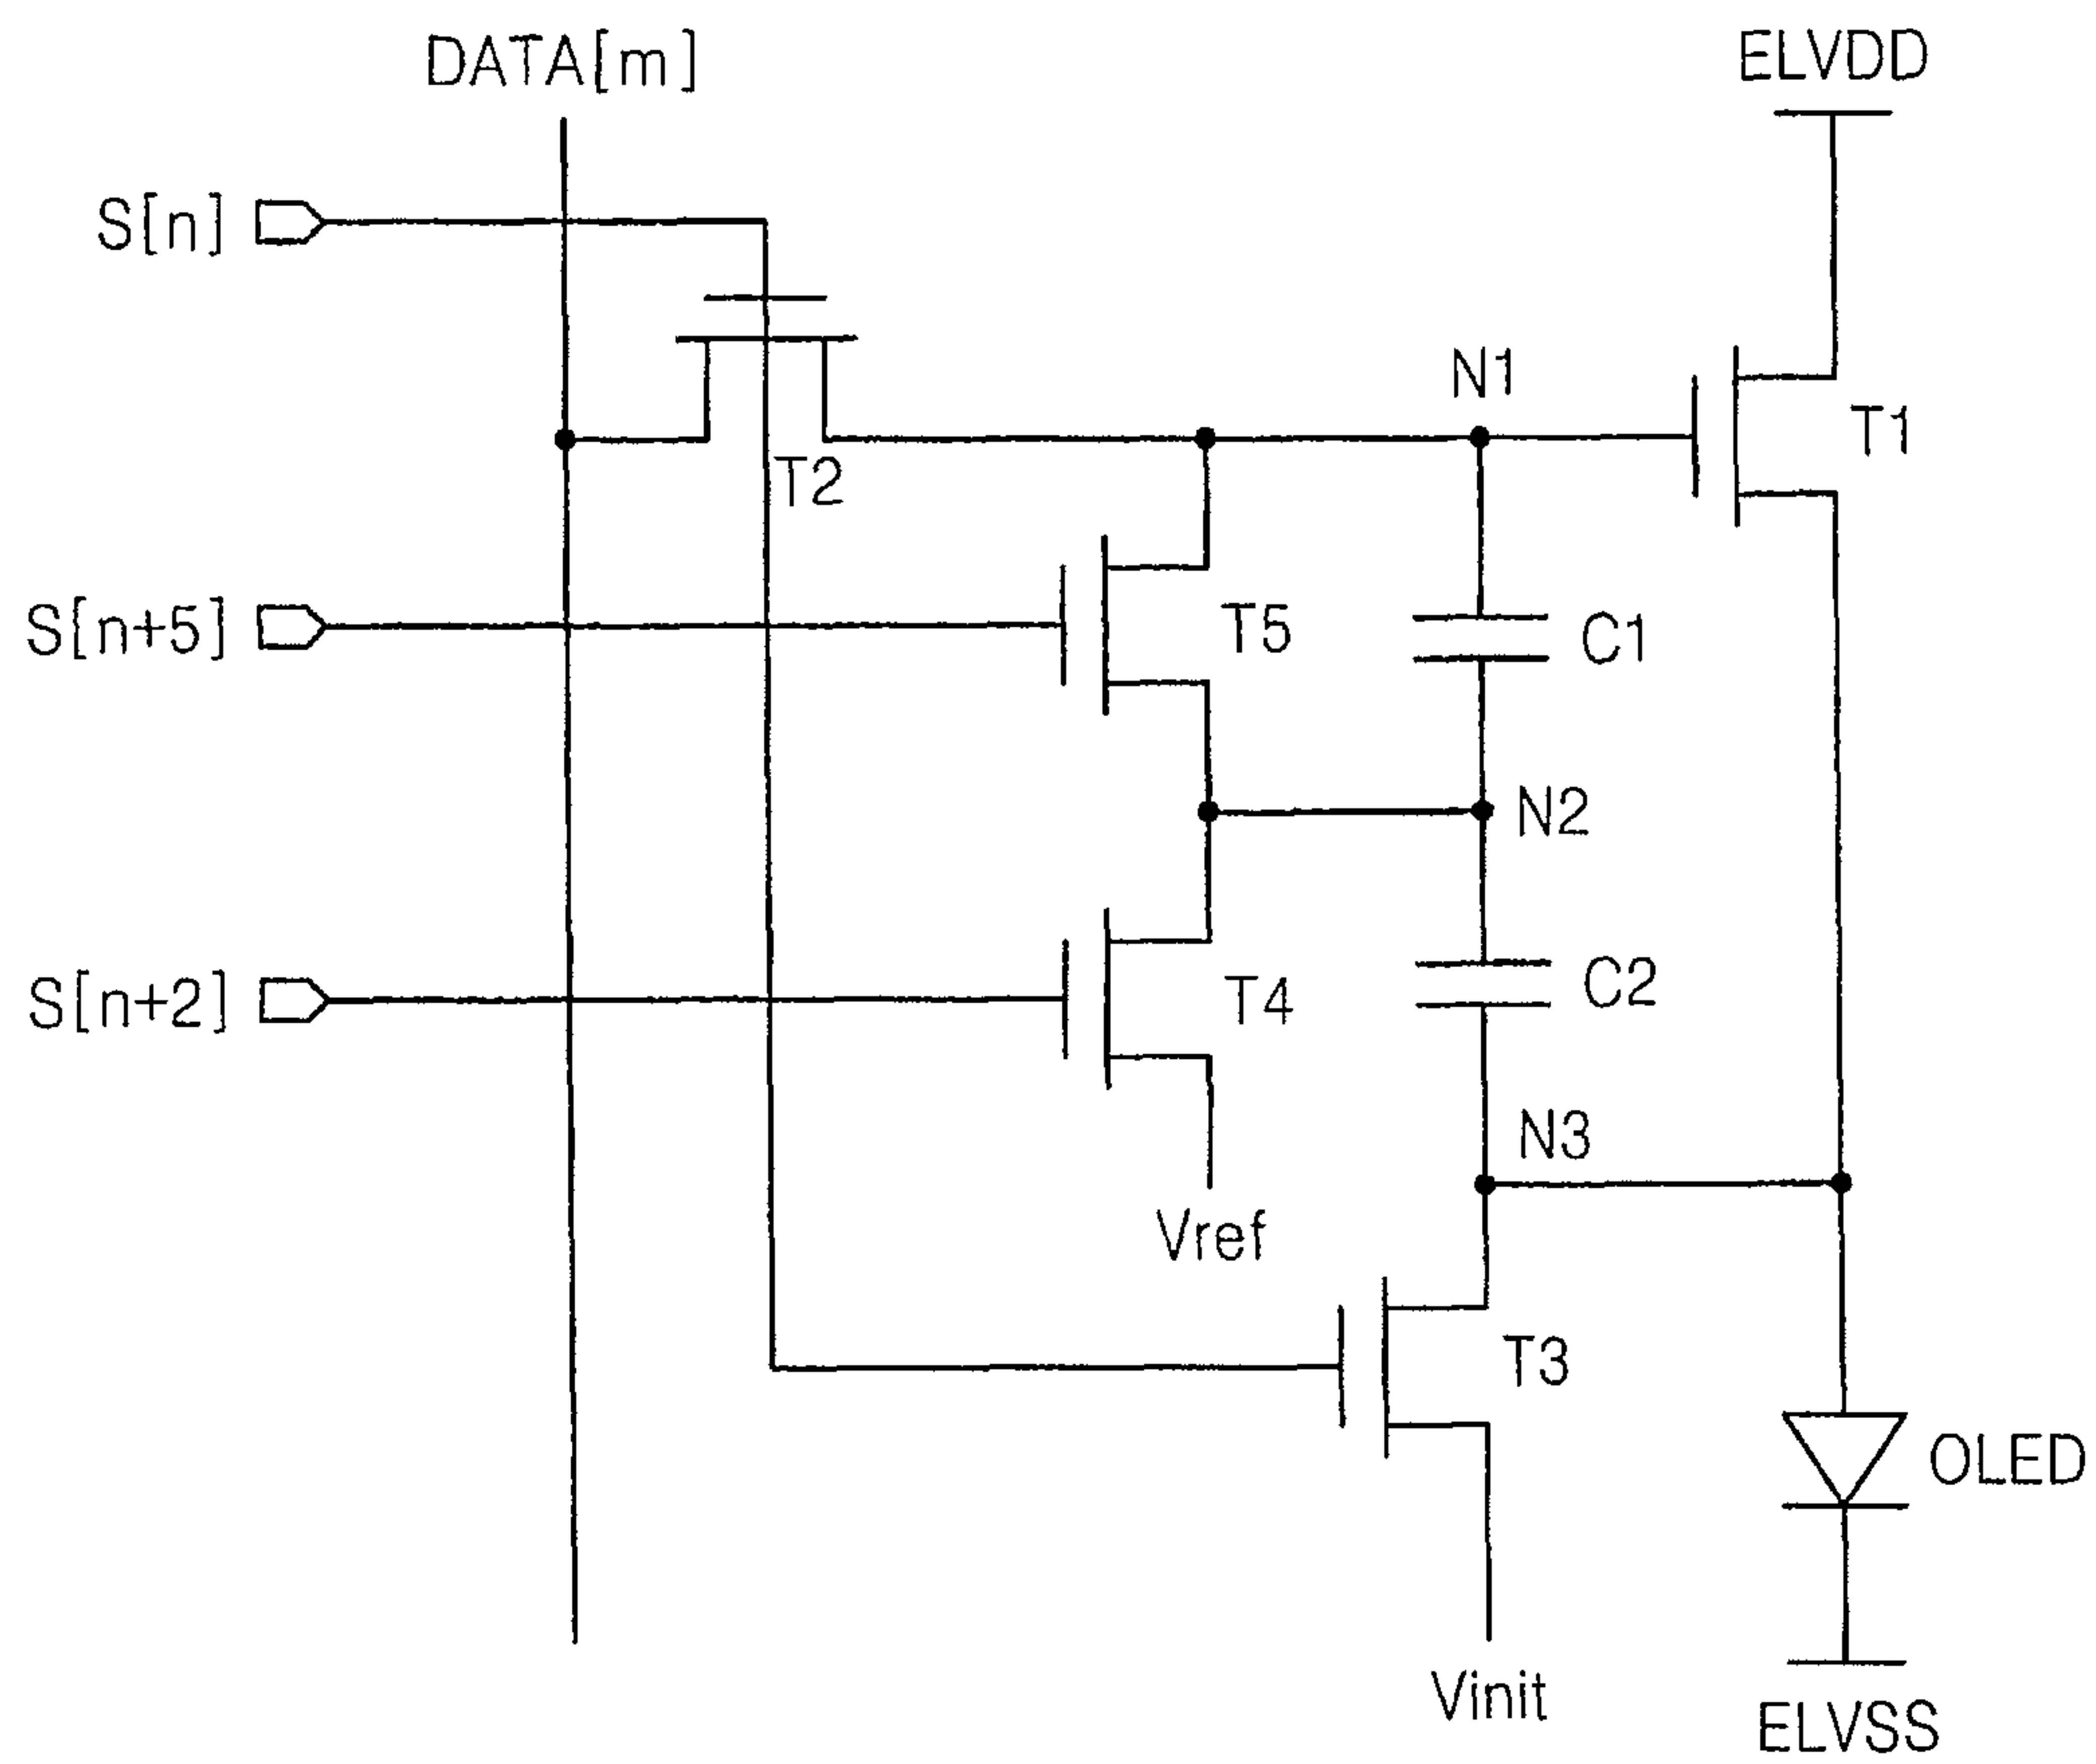 DATA[m]
ELVDD
S[n]
N1
T1
T2
S[n+5]
T5
C1
N2
S[n+2]
T4
C2
N3
Vref
T3
OLED
Vinit
ELVSS